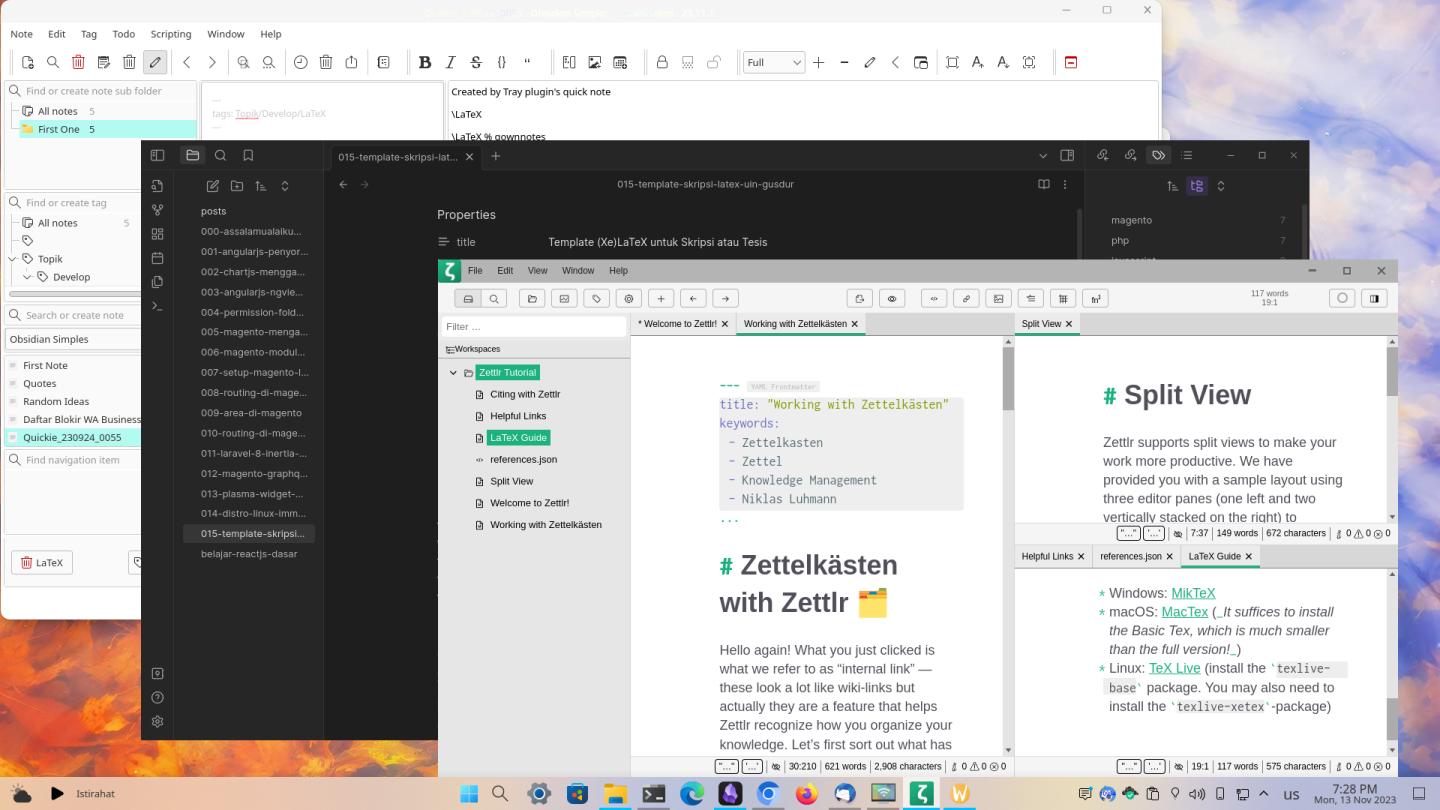 Note Edit Tag Todo Scripting Window Help
Full
Find or create note sub folder
All notes 5
First One 5
---
tags: Topik/Develop/LaTeX
---
Created by Tray plugin's quick note
\LaTeX
\LaTeX % qownnotes
Find or create tag
All notes 5
Topik
Develop
Search or create note
Obsidian Simples
First Note
Quotes
Random Ideas
Daftar Blokir WA Business
Quickie_230924_0055
Find navigation item
LaTeX
015-template-skripsi-lat...
015-template-skripsi-latex-uin-gusdur
posts
000-assalamualaiku...
001-angularjs-penyor...
002-chartjs-mengga...
003-angularjs-ngvie...
004-permission-fold...
005-magento-menga...
006-magento-modul...
007-setup-magento-l...
008-routing-di-mage...
009-area-di-magento
010-routing-di-mage...
011-laravel-8-inertia-...
012-magento-graphq...
013-plasma-widget-...
014-distro-linux-imm...
015-template-skripsi...
belajar-reactjs-dasar
Properties
title Template (Xe)LaTeX untuk Skripsi atau Tesis
magento 7
php 7
File Edit View Window Help
117 words
19:1
Filter ...
Workspaces
Zettlr Tutorial
Citing with Zettlr
Helpful Links
LaTeX Guide
references.json
Split View
Welcome to Zettlr!
Working with Zettelkästen
* Welcome to Zettlr! Working with Zettelkästen
--- YAML Frontmatter
title: "Working with Zettelkästen"
keywords:
- Zettelkasten
- Zettel
- Knowledge Management
- Niklas Luhmann
...
# Zettelkästen
with Zettlr 🗂️
Hello again! What you just clicked is
what we refer to as “internal link” —
these look a lot like wiki-links but
actually they are a feature that helps
Zettlr recognize how you organize your
knowledge. Let’s first sort out what has
"…" '…' 30:210 621 words 2,908 characters 0 0 0
Split View
# Split View
Zettlr supports split views to make your
work more productive. We have
provided you with a sample layout using
three editor panes (one left and two
vertically stacked on the right) to
"…" '…' 7:37 149 words 672 characters 0 0 0
Helpful Links references.json LaTeX Guide
* Windows: MikTeX
* macOS: MacTex (_It suffices to install
the Basic Tex, which is much smaller
than the full version!_)
* Linux: TeX Live (install the `texlive-
base` package. You may also need to
install the `texlive-xetex`-package)
"…" '…' 19:1 117 words 575 characters 0 0 0
Istirahat
us
7:28 PM
Mon, 13 Nov 2023